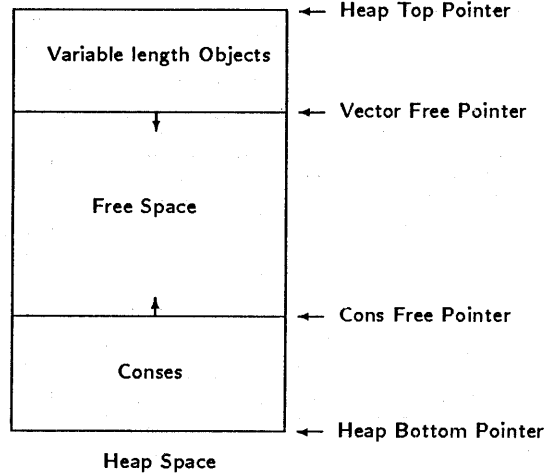 Heap Top Pointer
Variable length Objects
Vector Free Pointer
Free Space
Cons Free Pointer
Conses
Heap Bottom Pointer
Heap Space